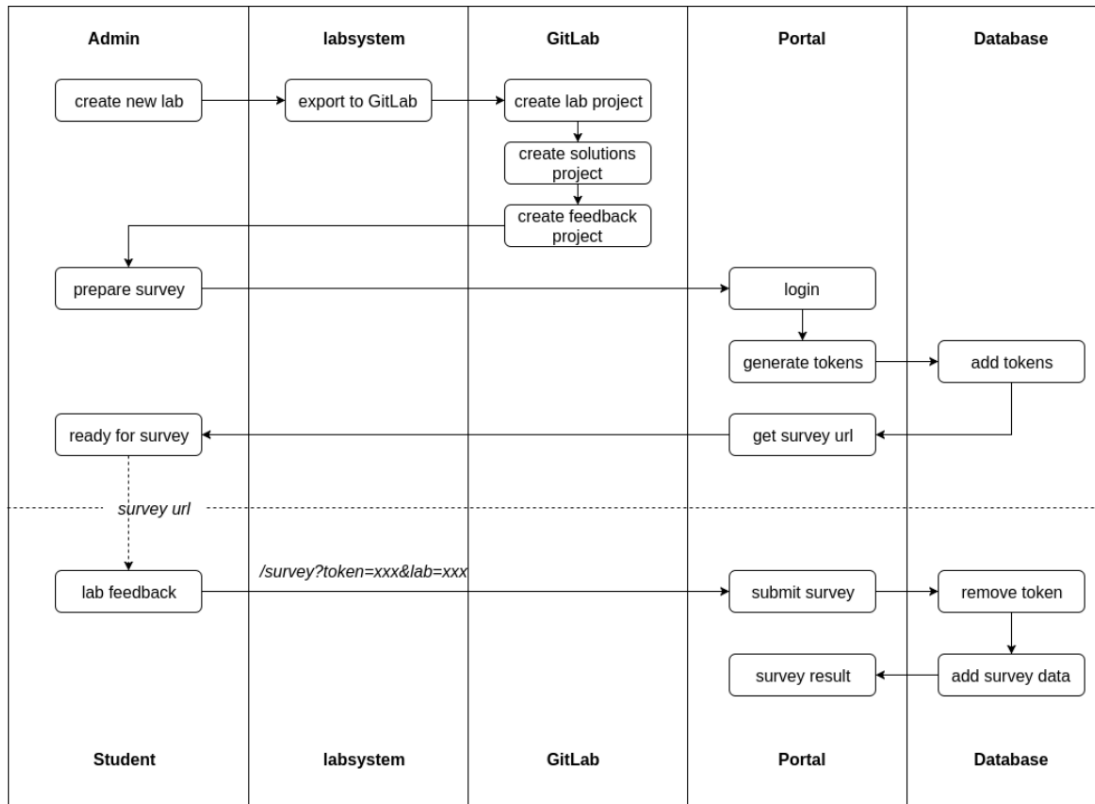 Admin
labsystem
GitLab
Portal
Database
create new lab
export to GitLab
create lab project
create solutions
project
create feedback
project
prepare survey
login
generate tokens
add tokens
ready for survey
get survey url
survey url
/survey?token=xxx&lab=xxx
lab feedback
submit survey
remove token
survey result
add survey data
Student
labsystem
GitLab
Portal
Database